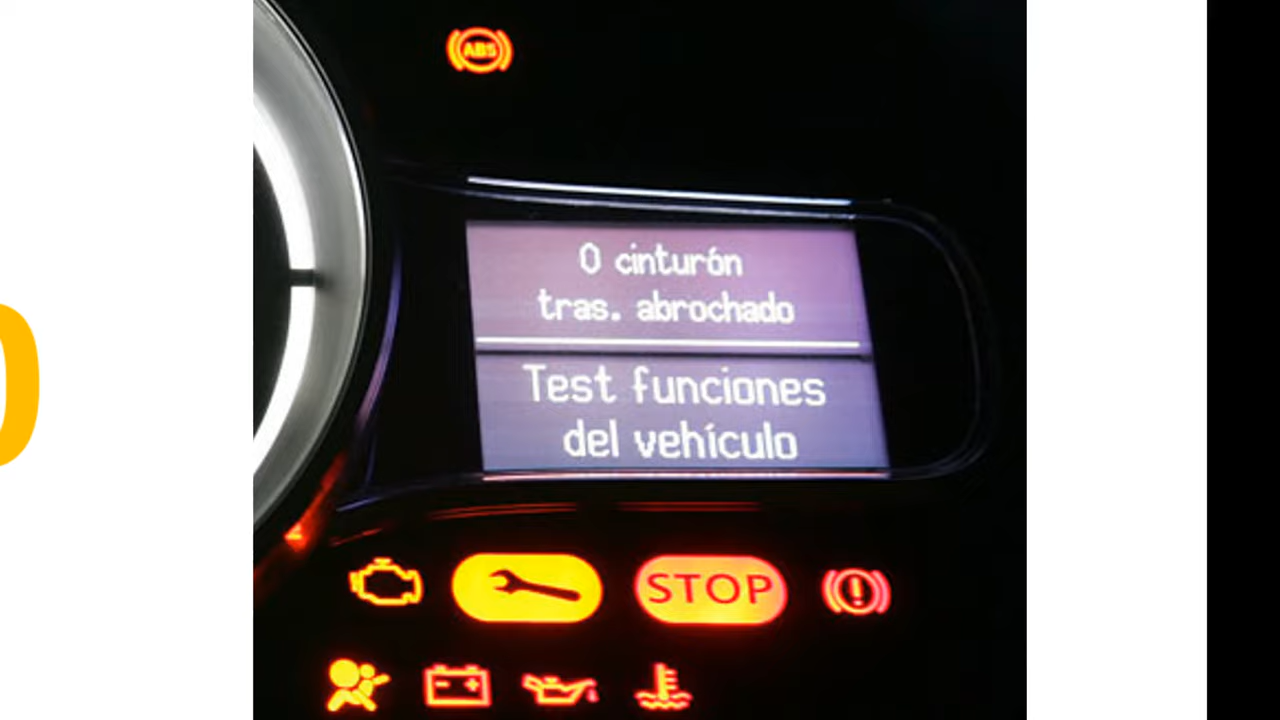 ABS
0 cinturón
tras. abrochado
Test funciones
del vehículo
STOP